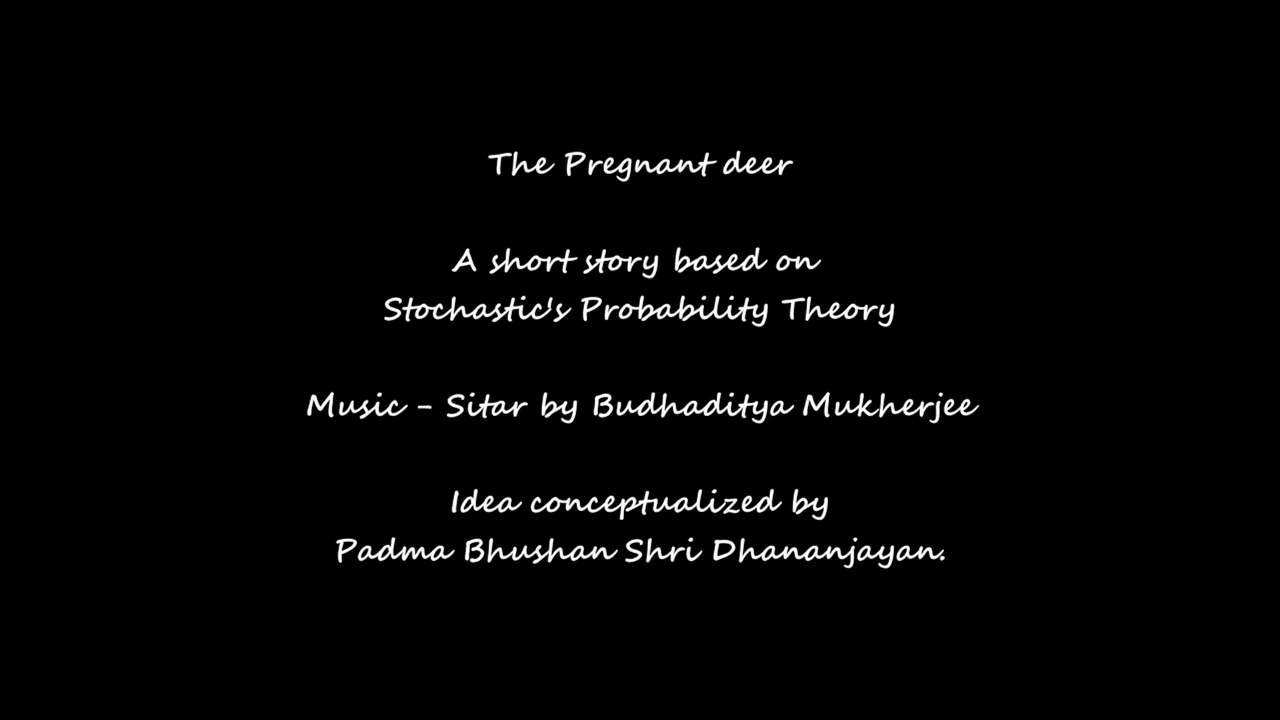 The Pregnant deer
A short story based on
Stochastic's Probability Theory
Music - Sitar by Budhaditya Mukherjee
Idea conceptualized by
Padma Bhushan Shri Dhananjayan.